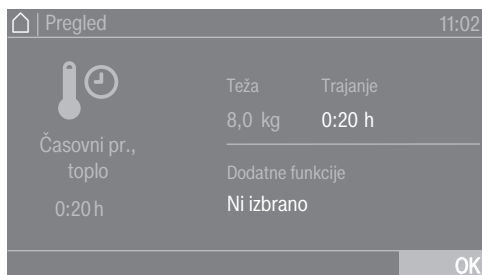 Pregled 11:02
Teža Trajanje
8,0 kg 0:20 h
Časovni pr.,
toplo
0:20 h
Dodatne funkcije
Ni izbrano
OK